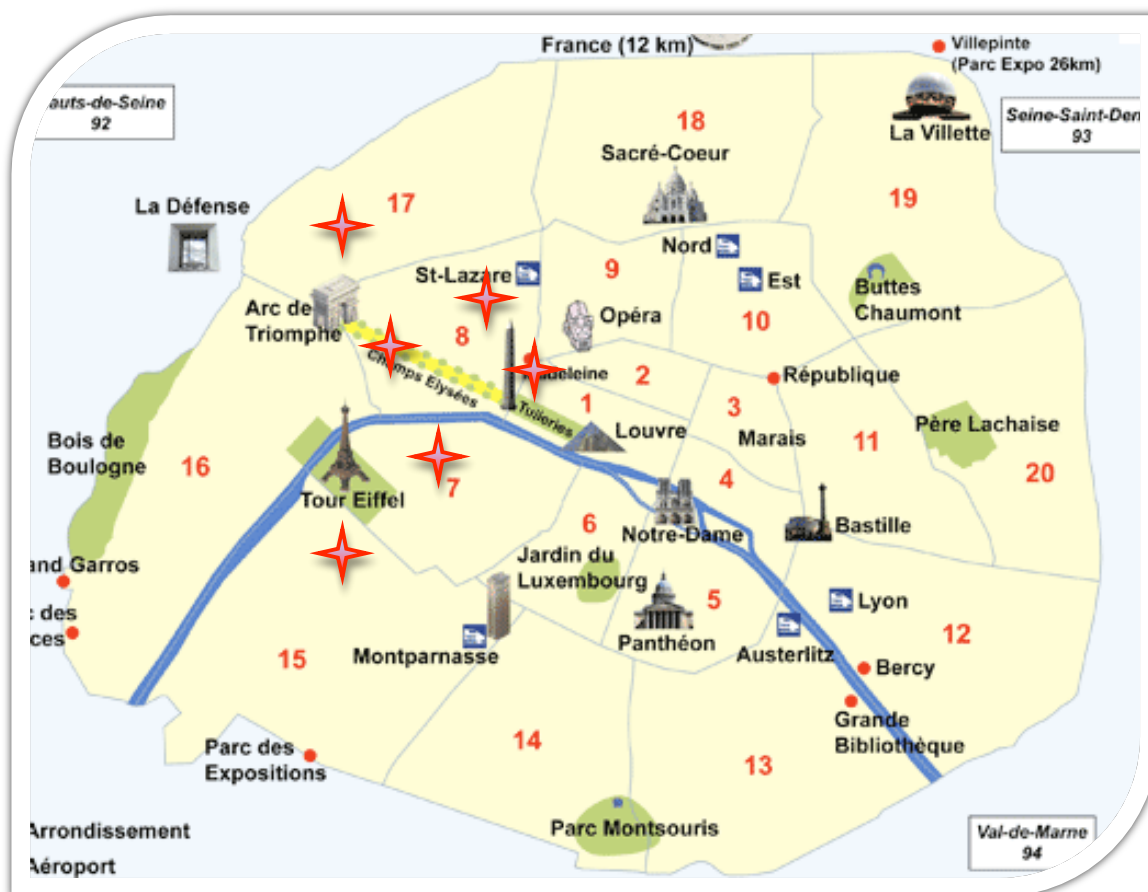 France (12 km)
Villepinte
(Parc Expo 26km)
auts-de-Seine
92
La Villette
Seine-Saint-Den
93
18
Sacré-Coeur
17
19
La Défense
Nord
St-Lazare
9
Est
Buttes
Chaumont
Arc de
Triomphe
Opéra
10
8
Champs Elysées
Madeleine
2
République
1
Tuileries
3
Louvre
Marais
11
Père Lachaise
Bois de
Boulogne
16
7
4
20
Tour Eiffel
6
Notre-Dame
Bastille
Jardin du
Luxembourg
and Garros
5
Lyon
12
c des
ces
Montparnasse
Panthéon
Austerlitz
15
Bercy
Grande
Bibliothèque
14
13
Parc des
Expositions
Parc Montsouris
Arrondissement
Aéroport
Val-de-Marne
94